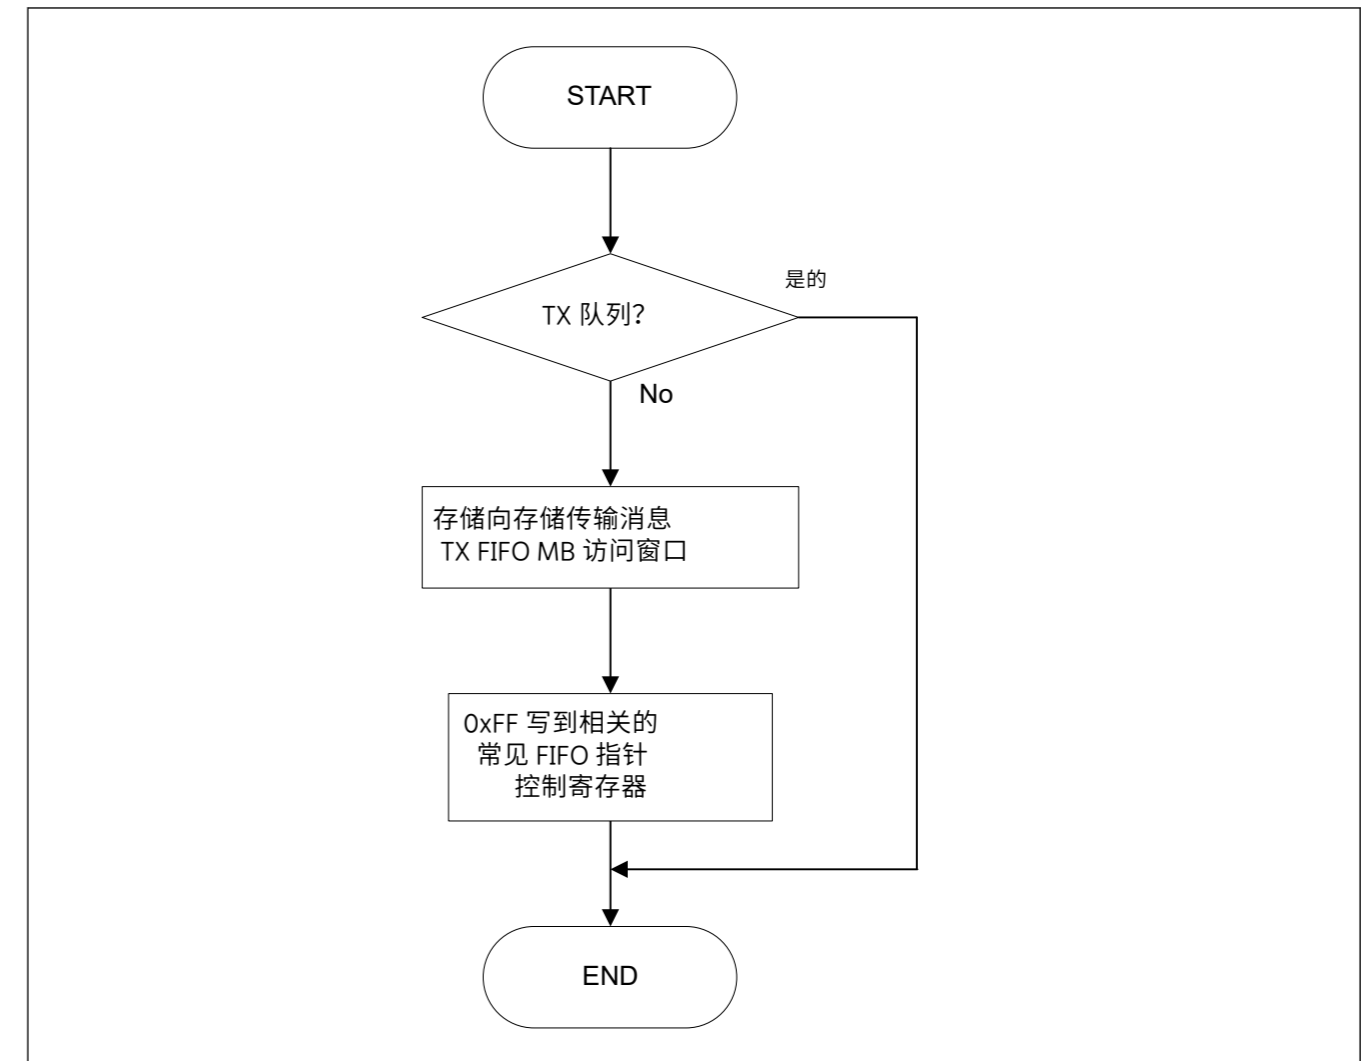 START
是的
TX 队列?
No
存储向存储传输消息
TX FIFO MB 访问窗口
0xFF 写到相关的
常见 FIFO 指针
控制寄存器
END